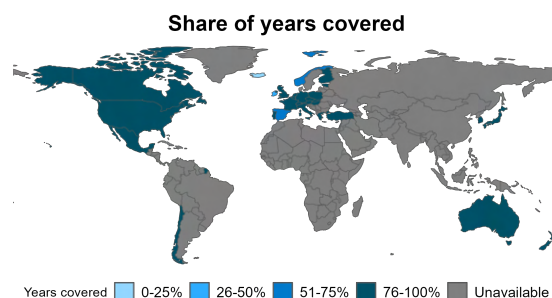 Share of years covered
Years covered 0-25% 26-50% 51-75% 76-100% Unavailable